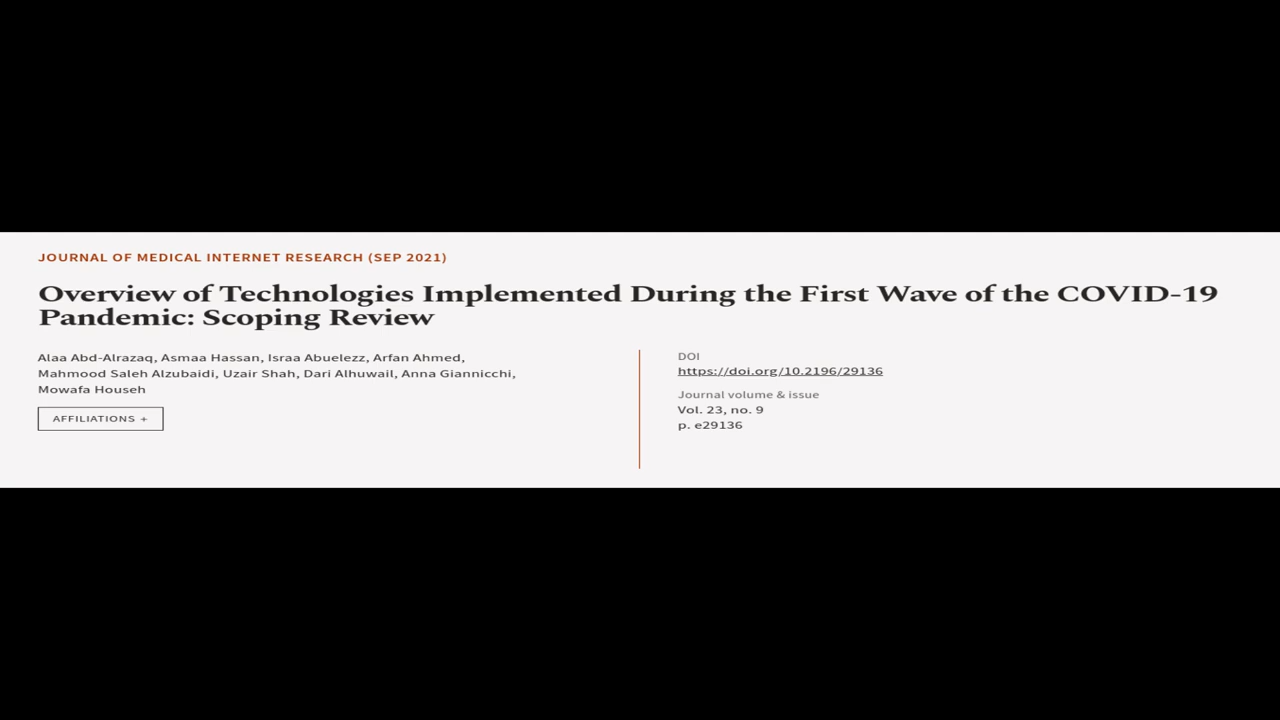 JOURNAL OF MEDICAL INTERNET RESEARCH (SEP 2021)
Overview of Technologies Implemented During the First Wave of the COVID-19
Pandemic: Scoping Review
Alaa Abd-Alrazaq, Asmaa Hassan, Israa Abuelezz, Arfan Ahmed,
Mahmood Saleh Alzubaidi, Uzair Shah, Dari Alhuwail, Anna Giannicchi,
Mowafa Househ
AFFILIATIONS +
DOI
https://doi.org/10.2196/29136
Journal volume & issue
Vol. 23, no. 9
p. e29136